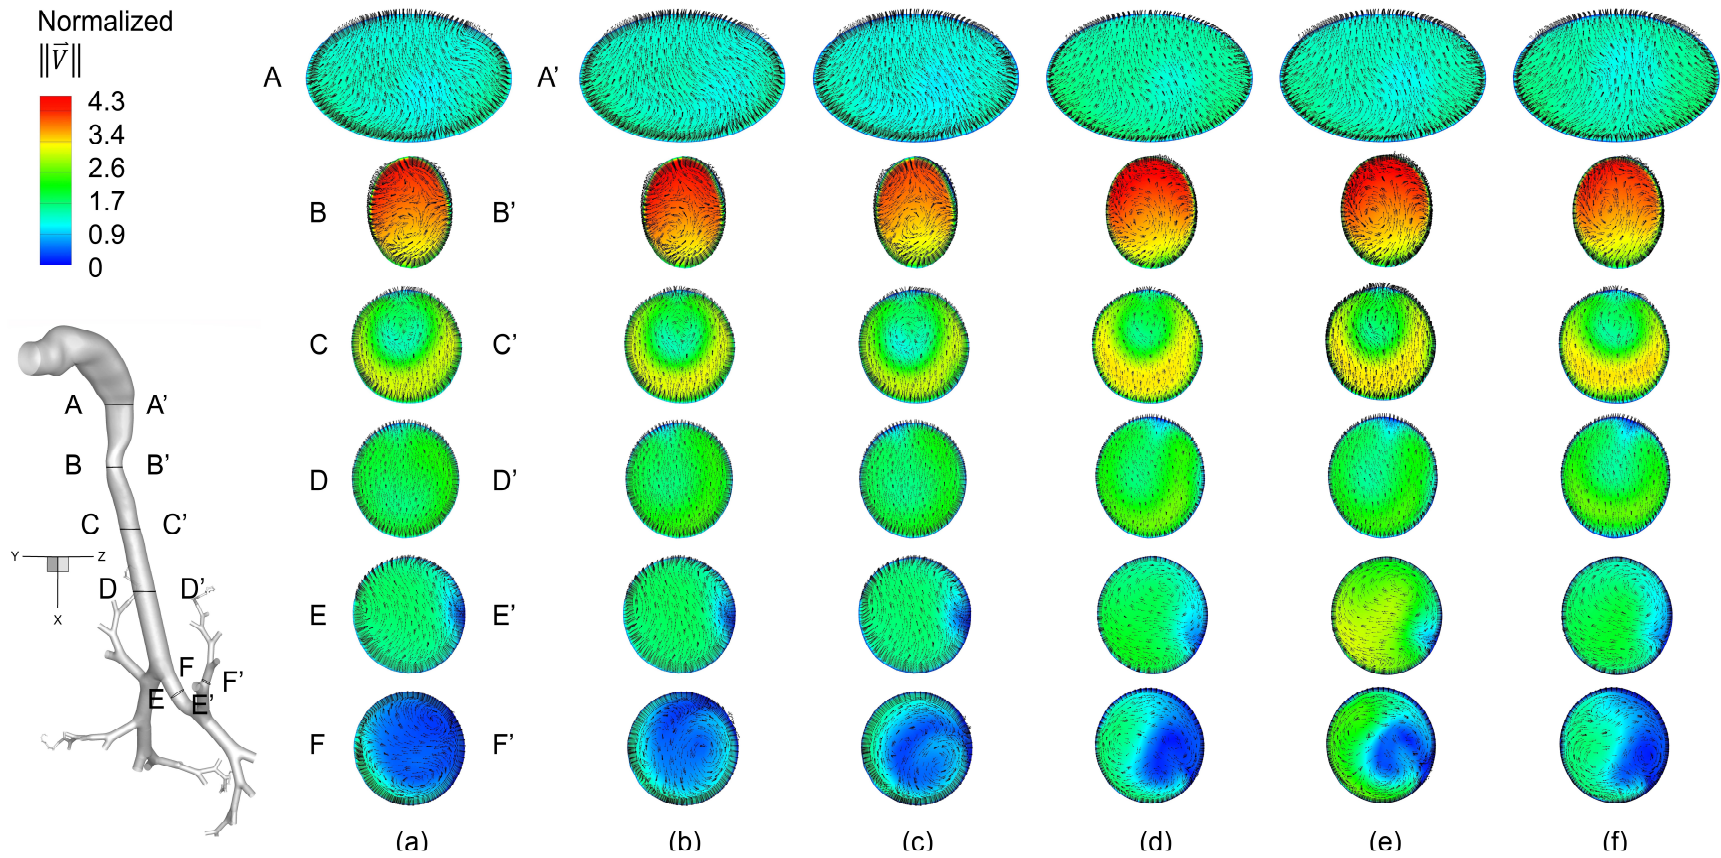 Normalized
‖V⃗‖
4.3
3.4
2.6
1.7
0.9
0
A A’
B B’
C C’
D D’
E E’
F F’
A A’
B B’
C C’
Y Z
X
D D’
F F’
E E’
(a) (b) (c) (d) (e) (f)